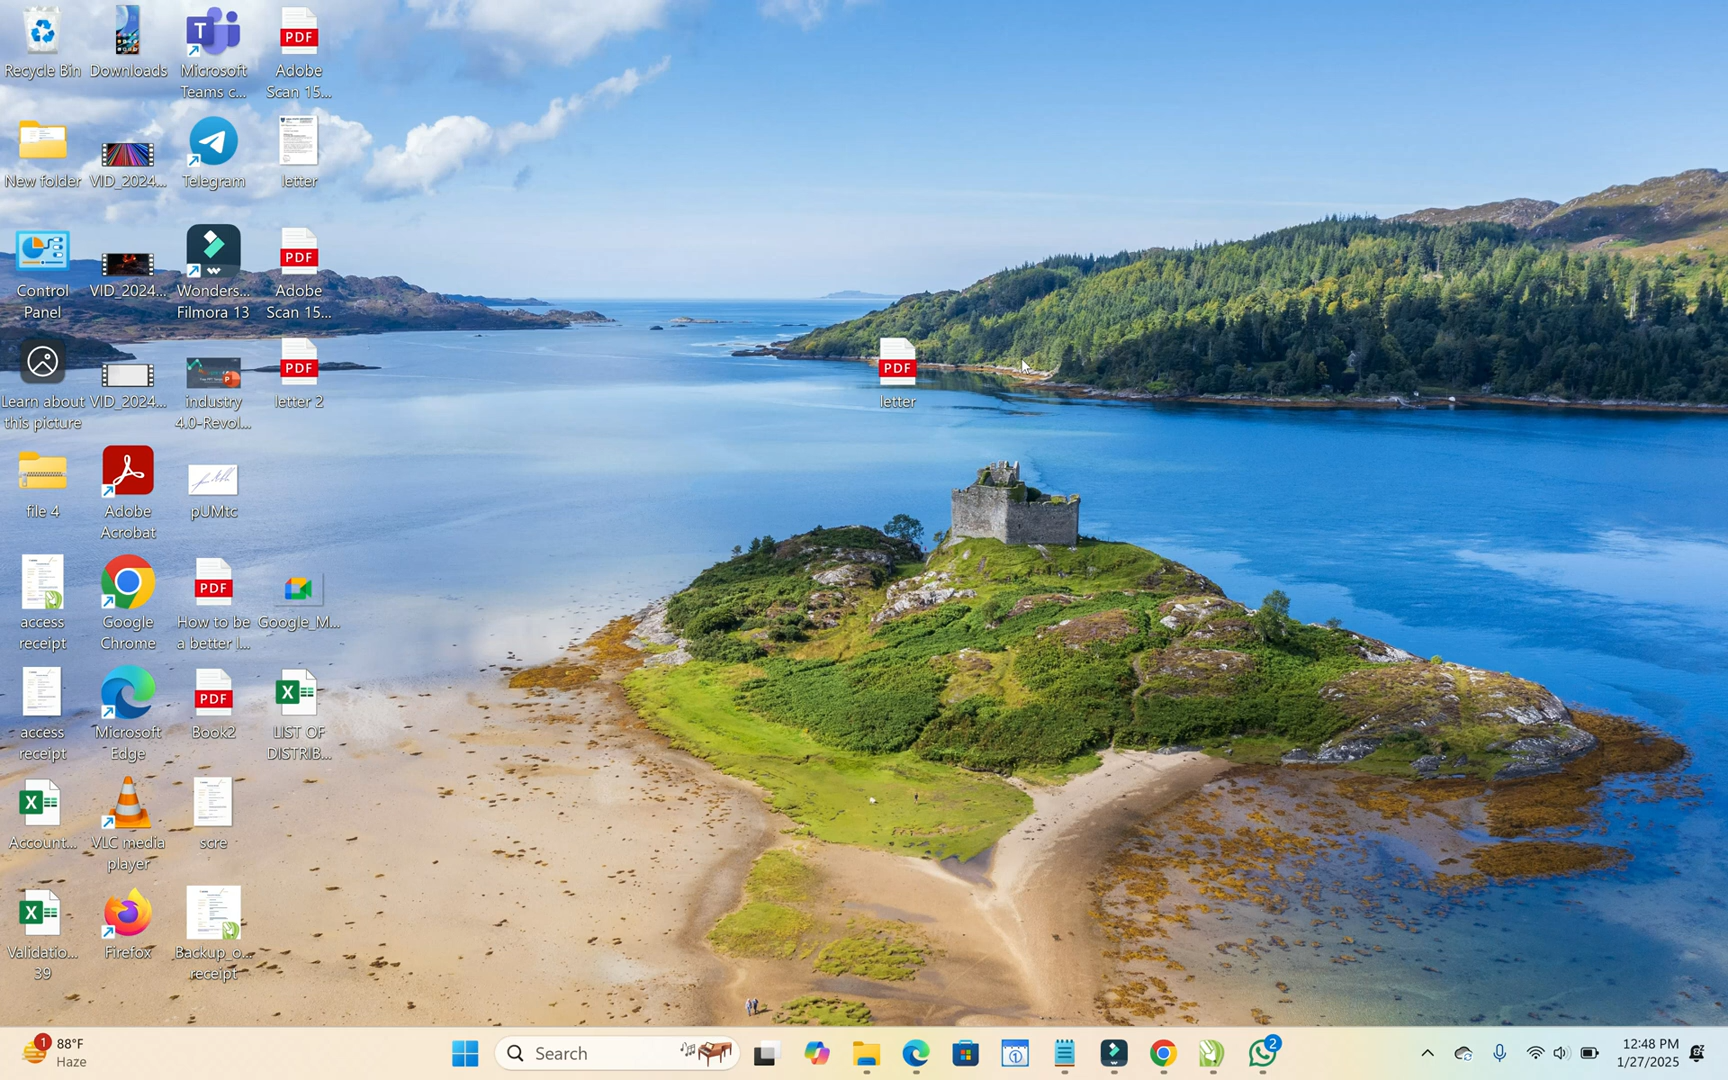 Recycle Bin
Downloads
Microsoft
Teams c...
PDF
Adobe
Scan 15...
New folder
VID_2024...
Telegram
letter
Control
Panel
VID_2024...
Wonders...
Filmora 13
PDF
Adobe
Scan 15...
Learn about
this picture
VID_2024...
industry
4.0-Revol...
PDF
letter 2
PDF
letter
file 4
Adobe
Acrobat
pUMtc
access
receipt
Google
Chrome
PDF
How to be
a better l...
Google_M...
access
receipt
Microsoft
Edge
PDF
Book2
LIST OF
DISTRIB...
Account...
VLC media
player
scre
Validatio...
39
Firefox
Backup_o...
receipt
1
88°F
Haze
Search
2
12:48 PM
1/27/2025